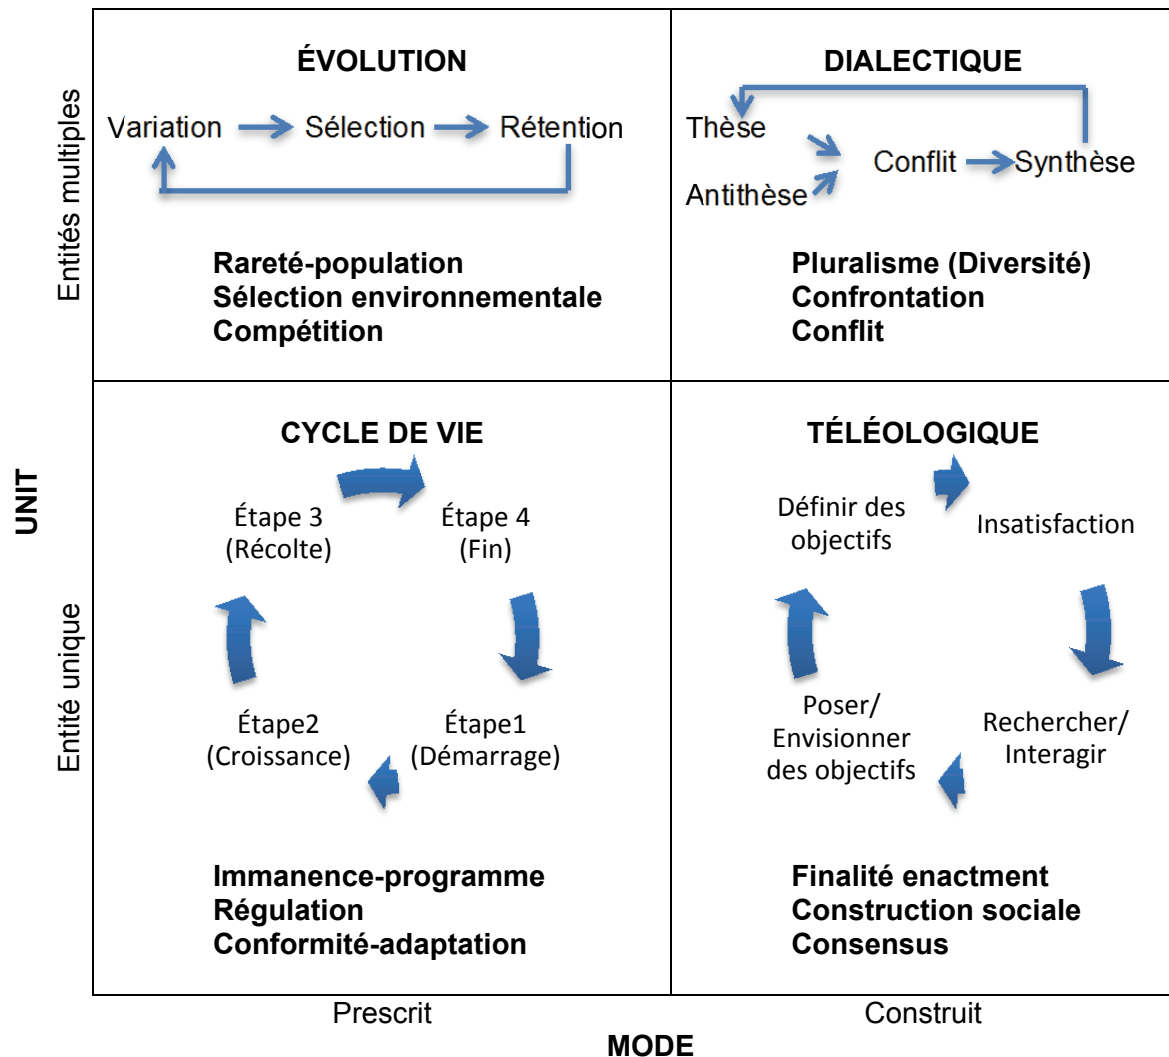 ÉVOLUTION
Variation Sélection Rétention
Rareté-population
Sélection environnementale
Compétition
DIALECTIQUE
Thèse
Antithèse
Conflit Synthèse
Pluralisme (Diversité)
Confrontation
Conflit
CYCLE DE VIE
Étape 3
(Récolte)
Étape 4
(Fin)
Étape2
(Croissance)
Étape1
(Démarrage)
Immanence-programme
Régulation
Conformité-adaptation
TÉLÉOLOGIQUE
Définir des
objectifs
Insatisfaction
Poser/
Envisionner
des objectifs
Rechercher/
Interagir
Finalité enactment
Construction sociale
Consensus
Entités multiples
UNIT
Entité unique
Prescrit
Construit
MODE